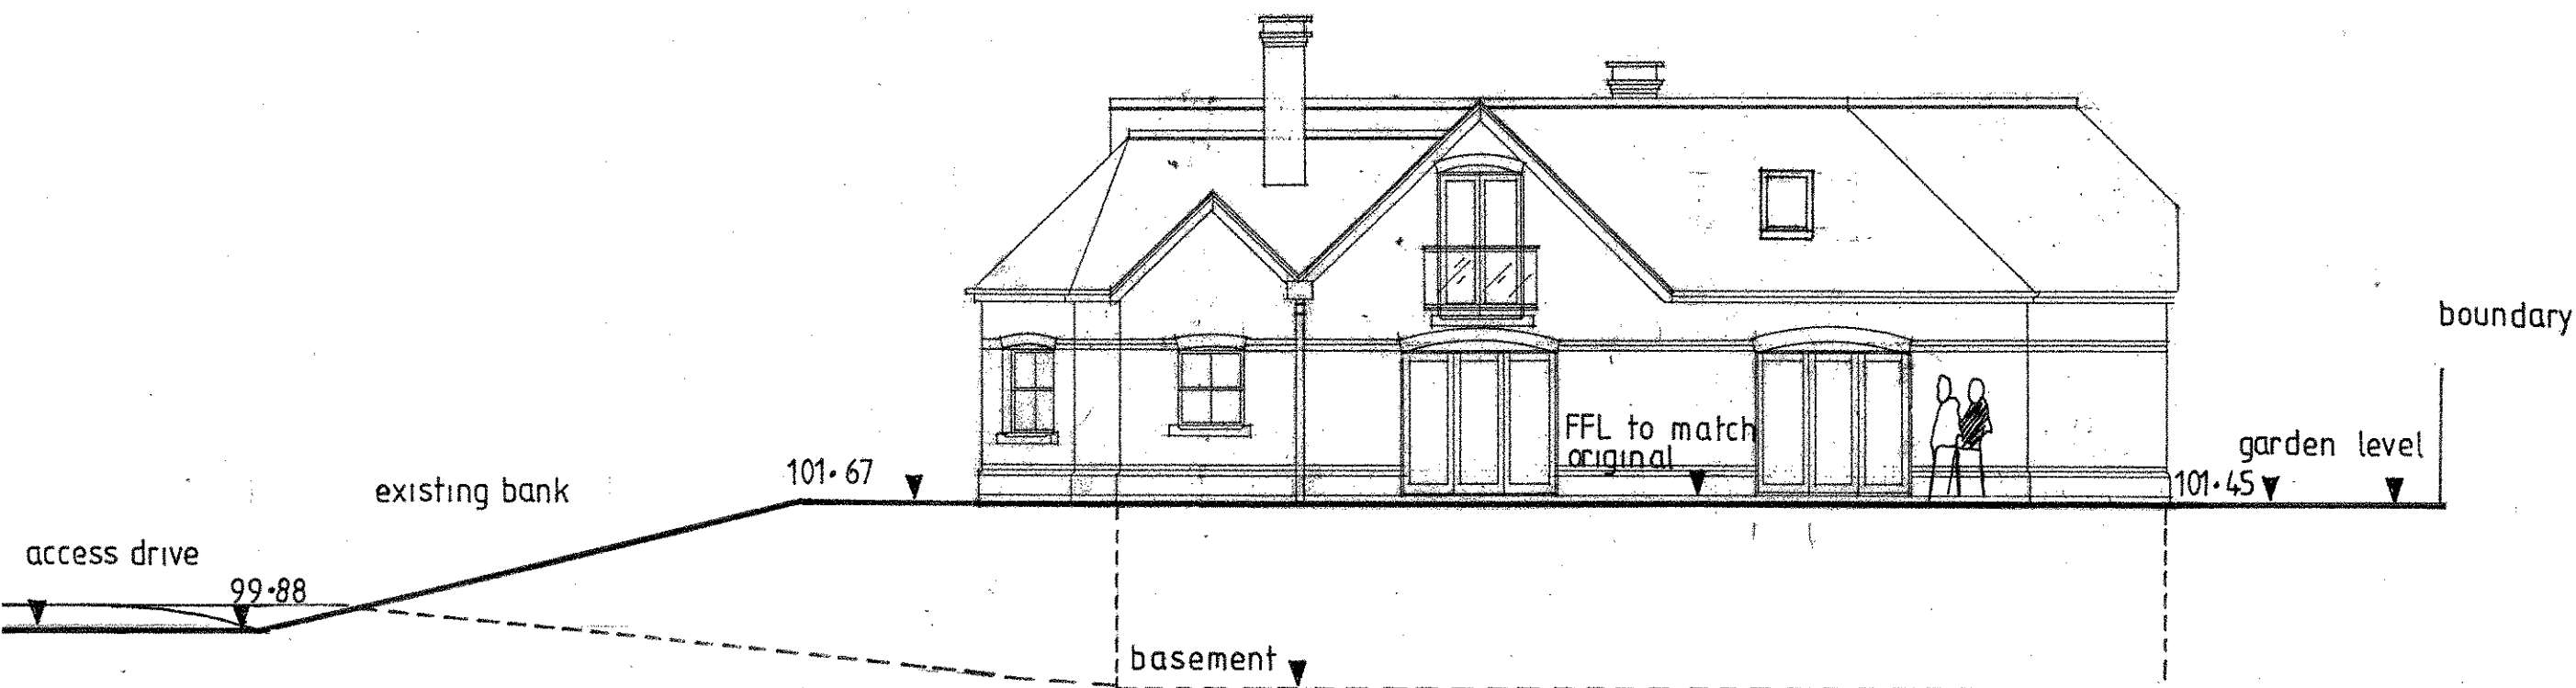 boundary
FFL to match
original
garden level
101·67
101·45
existing bank
access drive
99·88
basement